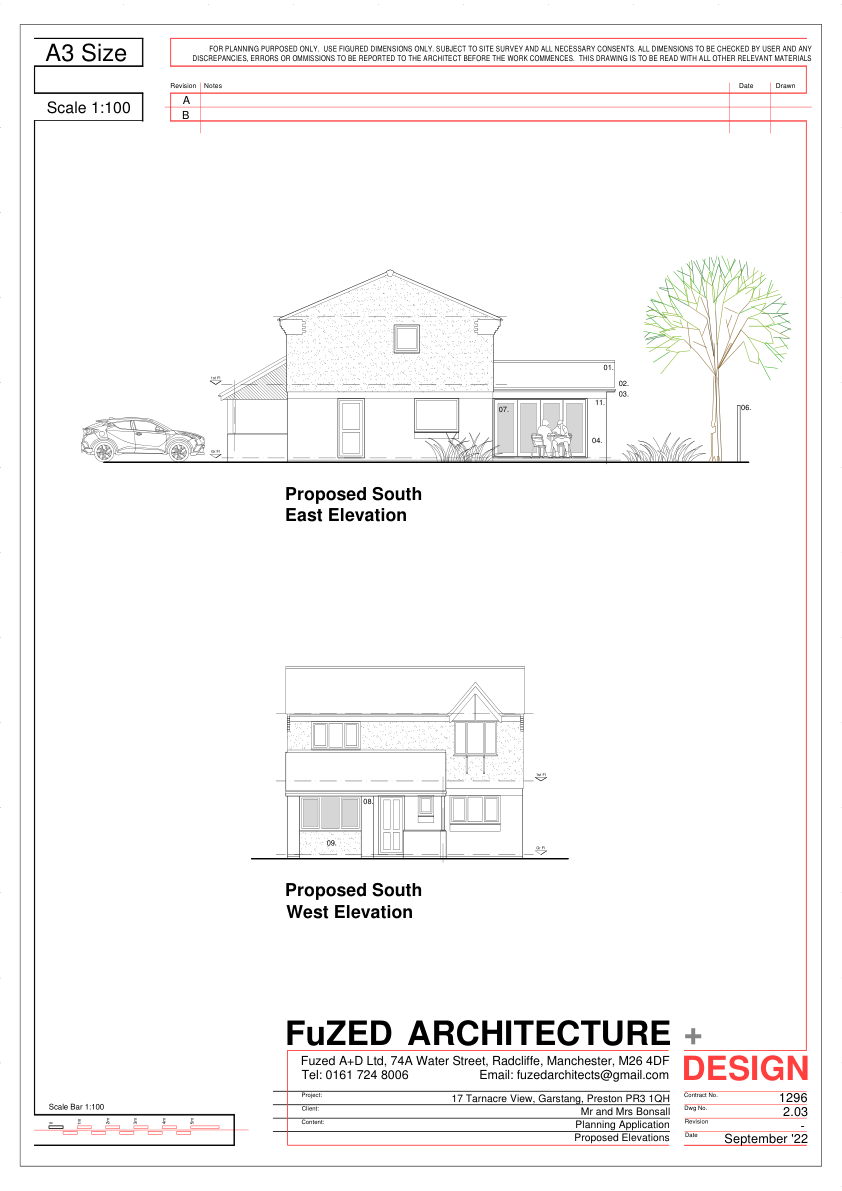 A3 Size
FOR PLANNING PURPOSED ONLY. USE FIGURED DIMENSIONS ONLY. SUBJECT TO SITE SURVEY AND ALL NECESSARY CONSENTS. ALL DIMENSIONS TO BE CHECKED BY USER AND ANY
DISCREPANCIES, ERRORS OR OMMISSIONS TO BE REPORTED TO THE ARCHITECT BEFORE THE WORK COMMENCES. THIS DRAWING IS TO BE READ WITH ALL OTHER RELEVANT MATERIALS
Revision Notes Date Drawn
Scale 1:100
A
B
01.
1st Fl
02.
03.
11.
07.
06.
04.
Gr Fl
Proposed South
East Elevation
1st Fl
08.
09.
Gr Fl
Proposed South
West Elevation
FuZED ARCHITECTURE +
DESIGN
Fuzed A+D Ltd, 74A Water Street, Radcliffe, Manchester, M26 4DF
Tel: 0161 724 8006 Email: fuzedarchitects@gmail.com
Project: 17 Tarnacre View, Garstang, Preston PR3 1QH
Client: Mr and Mrs Bonsall
Content: Planning Application
Proposed Elevations
Contract No. 1296
Dwg No. 2.03
Revision -
Date September '22
Scale Bar 1:100
0 1m 2m 3m 4m 5m